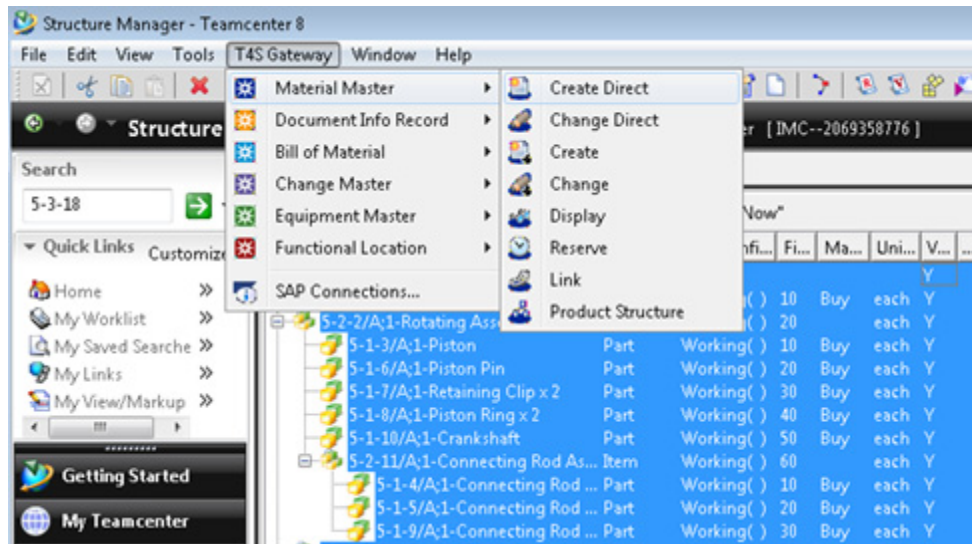 Structure Manager - Teamcenter 8
File Edit View Tools T4S Gateway Window Help
Structure
er [ IMC--2069358776 ]
Material Master
Document Info Record
Bill of Material
Change Master
Equipment Master
Functional Location
SAP Connections...
Create Direct
Change Direct
Create
Change
Display
Reserve
Link
Product Structure
Search
5-3-18
Now"
Quick Links Customize
nfi... Fi... Ma... Uni... V... ...
Y
Home
My Worklist
My Saved Searche
My Links
My View/Markup
Getting Started
My Teamcenter
ng( ) 10 Buy each Y
5-2-2/A;1-Rotating Asse ng( ) 20 each Y
5-1-3/A;1-Piston Part Working( ) 10 Buy each Y
5-1-6/A;1-Piston Pin Part Working( ) 20 Buy each Y
5-1-7/A;1-Retaining Clip x 2 Part Working( ) 30 Buy each Y
5-1-8/A;1-Piston Ring x 2 Part Working( ) 40 Buy each Y
5-1-10/A;1-Crankshaft Part Working( ) 50 Buy each Y
5-2-11/A;1-Connecting Rod As... Item Working( ) 60 each Y
5-1-4/A;1-Connecting Rod ... Part Working( ) 10 Buy each Y
5-1-5/A;1-Connecting Rod ... Part Working( ) 20 Buy each Y
5-1-9/A;1-Connecting Rod ... Part Working( ) 30 Buy each Y